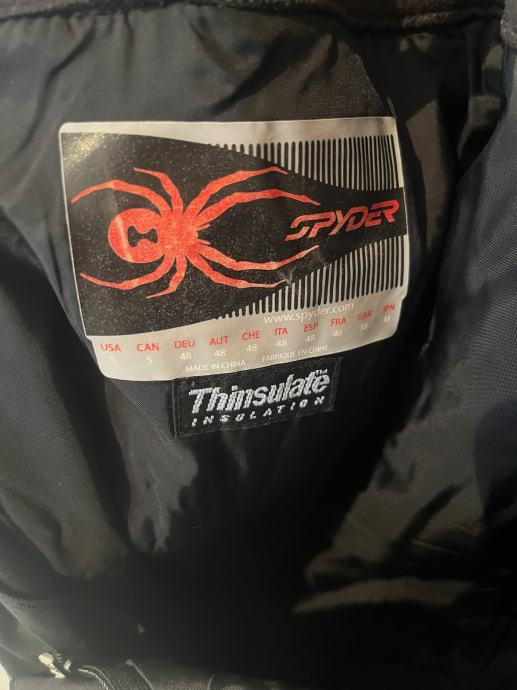 SPYDER
www.spyder.com
USA CAN DEU AUT CHE ITA ESP FRA GBR JPN
S S 48 48 48 48 48 48 38 M
MADE IN CHINA FABRIQUÉ EN CHINE
Thinsulate™
INSULATION